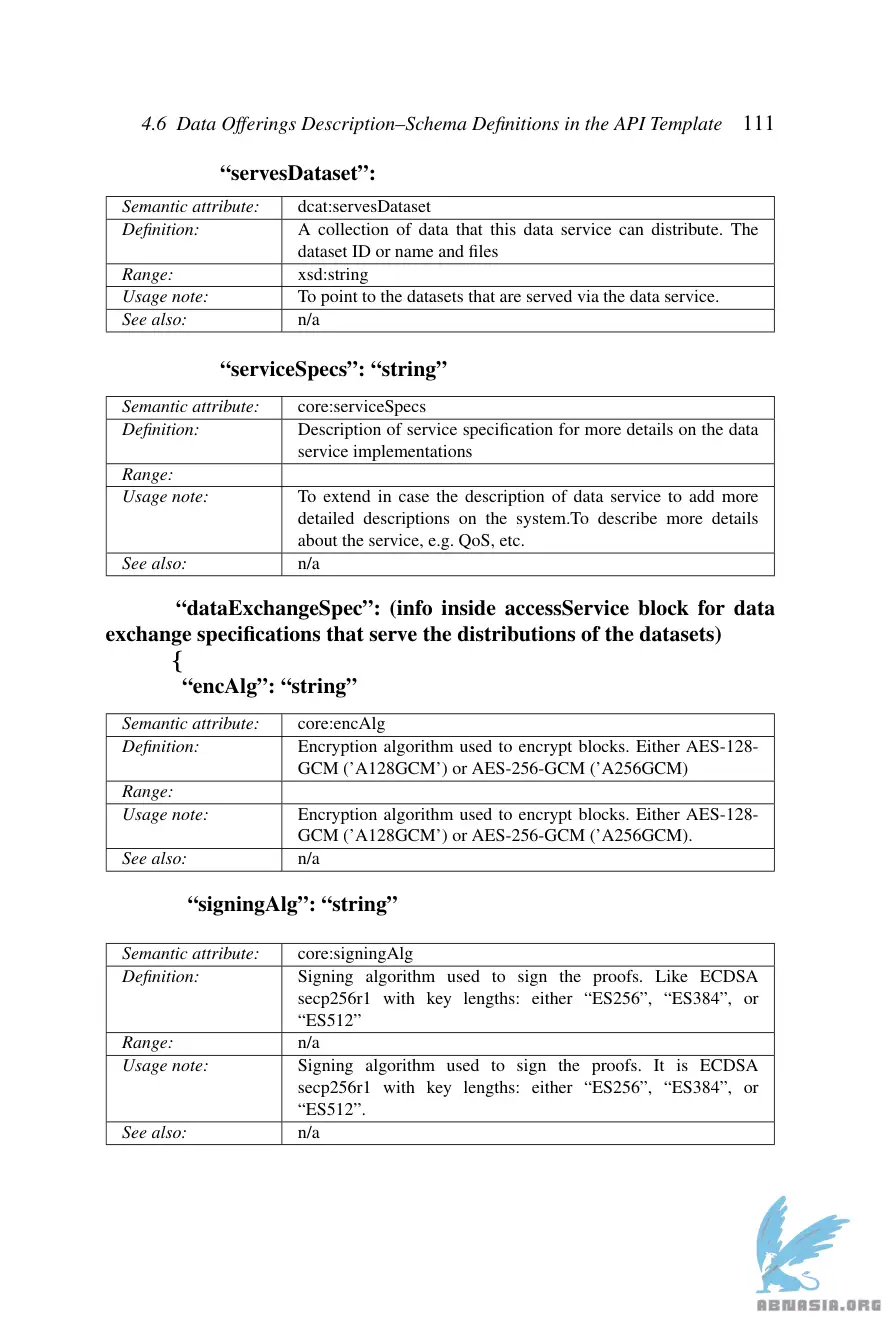 4.6 Data Offerings Description–Schema Definitions in the API Template 111
“servesDataset”:
Semantic attribute: dcat:servesDataset
Definition: A collection of data that this data service can distribute. The
dataset ID or name and files
Range: xsd:string
Usage note: To point to the datasets that are served via the data service.
See also: n/a
“serviceSpecs”: “string”
Semantic attribute: core:serviceSpecs
Definition: Description of service specification for more details on the data
service implementations
Range:
Usage note: To extend in case the description of data service to add more
detailed descriptions on the system.To describe more details
about the service, e.g. QoS, etc.
See also: n/a
“dataExchangeSpec”: (info inside accessService block for data
exchange specifications that serve the distributions of the datasets)
{
“encAlg”: “string”
Semantic attribute: core:encAlg
Definition: Encryption algorithm used to encrypt blocks. Either AES-128-
GCM (’A128GCM’) or AES-256-GCM (’A256GCM)
Range:
Usage note: Encryption algorithm used to encrypt blocks. Either AES-128-
GCM (’A128GCM’) or AES-256-GCM (’A256GCM).
See also: n/a
“signingAlg”: “string”
Semantic attribute: core:signingAlg
Definition: Signing algorithm used to sign the proofs. Like ECDSA
secp256r1 with key lengths: either “ES256”, “ES384”, or
“ES512”
Range: n/a
Usage note: Signing algorithm used to sign the proofs. It is ECDSA
secp256r1 with key lengths: either “ES256”, “ES384”, or
“ES512”.
See also: n/a
ABNASIA.ORG